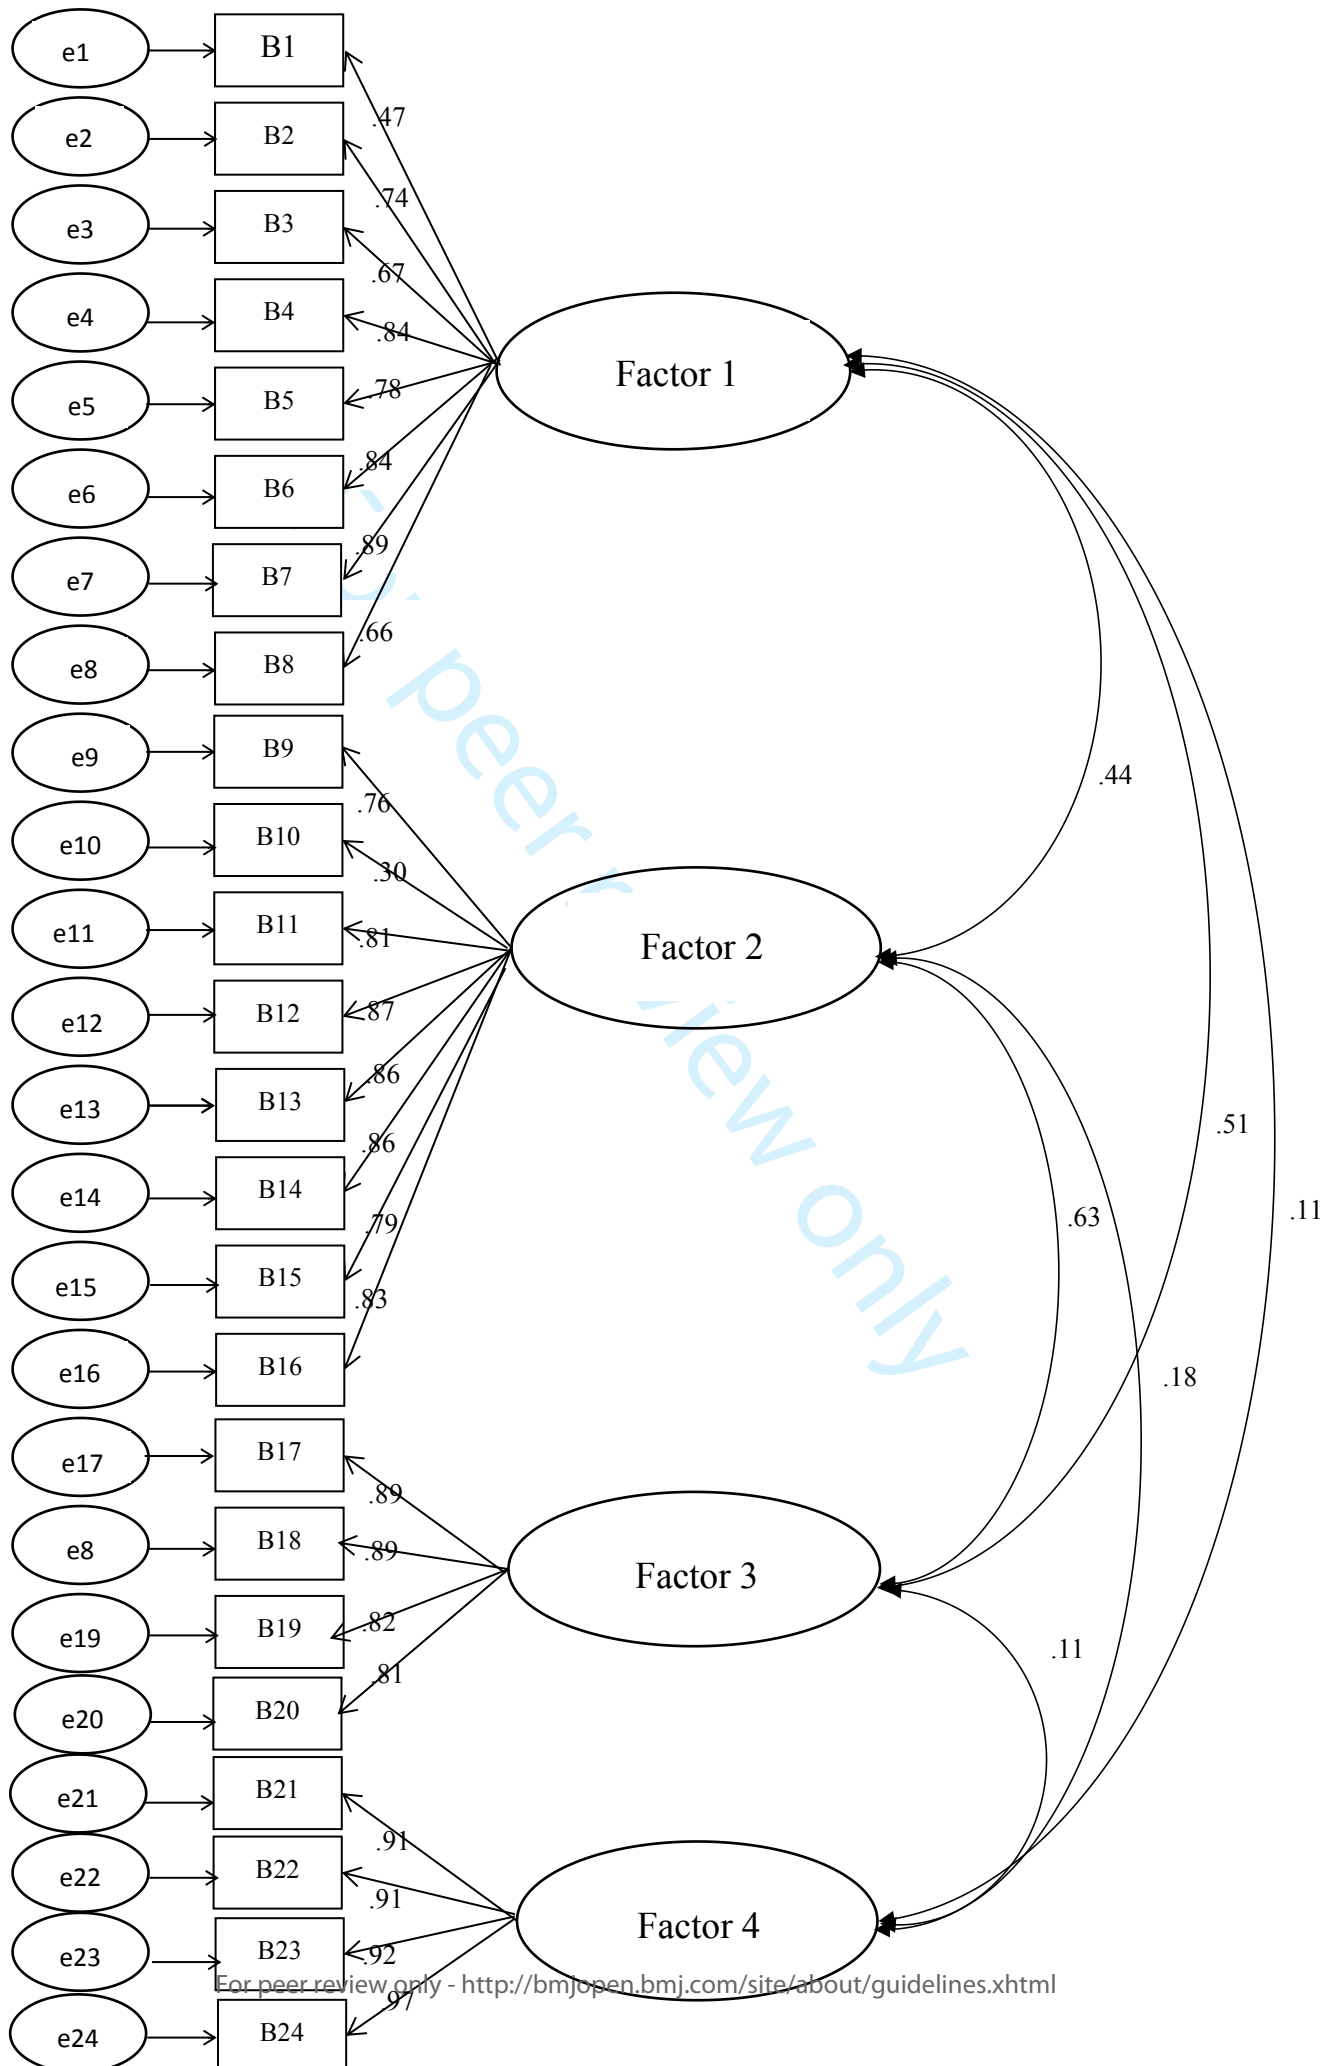 e1 B1
.47
e2 B2
.74
e3 B3
.67
e4 B4
.84
Factor 1
e5 B5
.78
e6 B6
.84
e7 B7
.89
e8 B8
.66
e9 B9
.76
.44
e10 B10
.30
e11 B11
.81
Factor 2
e12 B12
.87
e13 B13
.86
.51
e14 B14
.86
.63
.11
e15 B15
.79
e16 B16
.83
.18
e17 B17
.89
e8 B18
.89
Factor 3
e19 B19
.82
.11
e20 B20
.81
e21 B21
.91
e22 B22
.91
Factor 4
e23 B23
.92
e24 B24
.97
peer review only
For peer review only - http://bmjopen.bmj.com/site/about/guidelines.xhtml